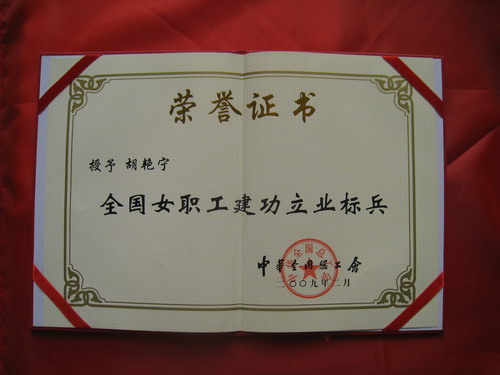 荣誉证书
授予 胡艳宁
全国女职工建功立业标兵
中华全国总工会
二〇〇九年二月